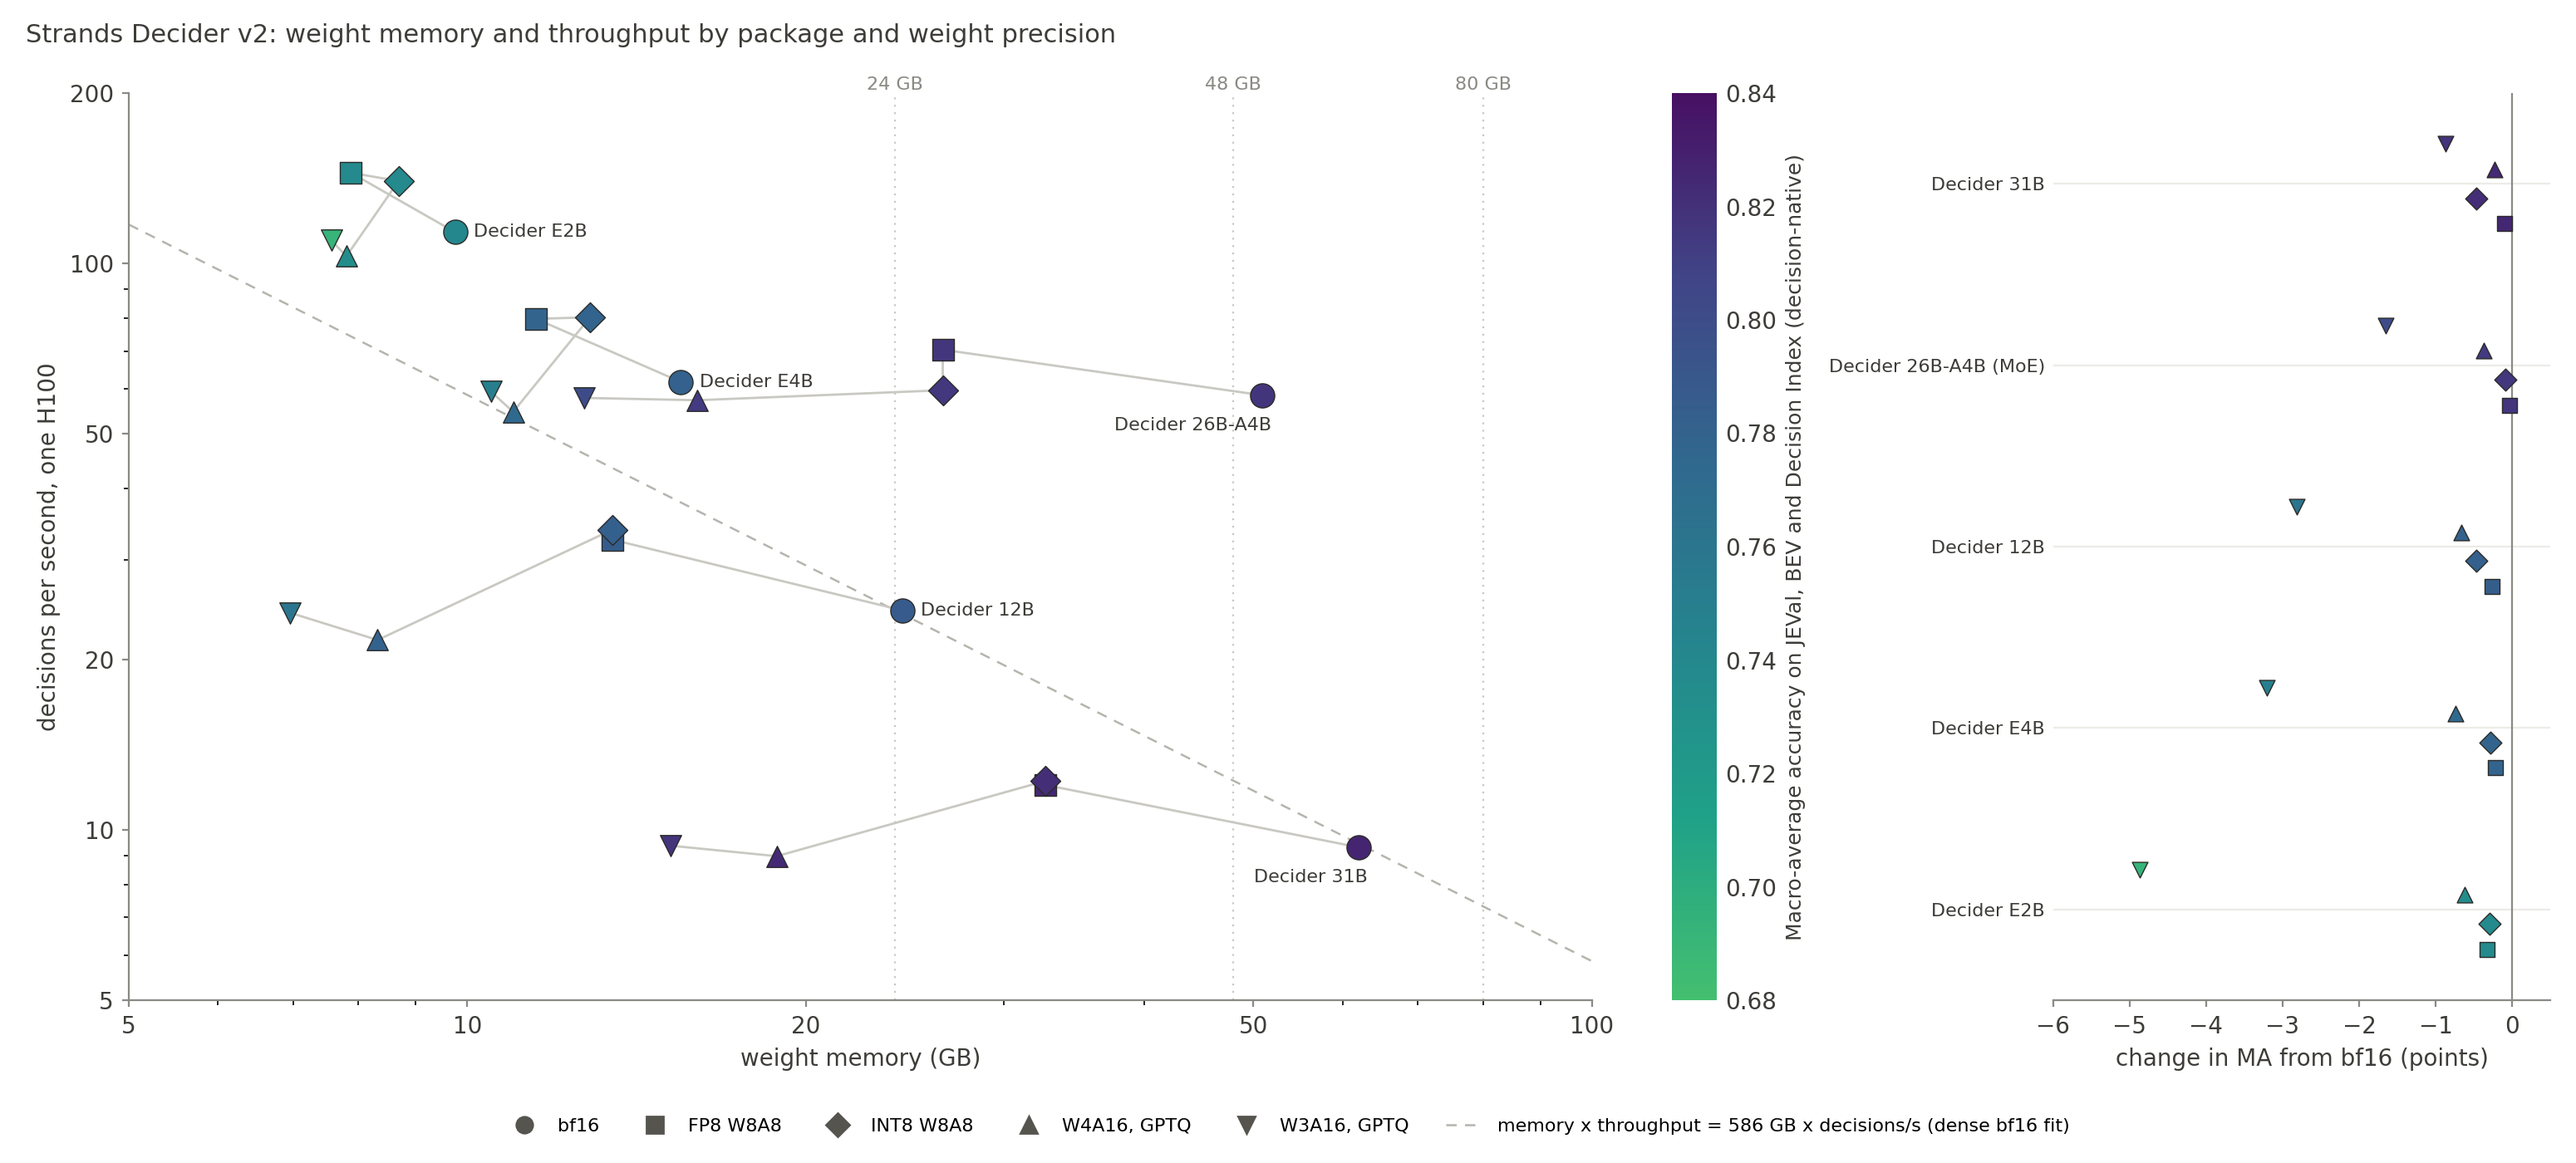 Strands Decider v2: weight memory and throughput by package and weight precision
24 GB
48 GB
80 GB
200
100
50
20
10
5
decisions per second, one H100
Decider E2B
Decider E4B
Decider 26B-A4B
Decider 12B
Decider 31B
5
10
20
50
100
weight memory (GB)
0.84
0.82
0.80
0.78
0.76
0.74
0.72
0.70
0.68
Macro-average accuracy on JEVal, BEV and Decision Index (decision-native)
Decider 31B
Decider 26B-A4B (MoE)
Decider 12B
Decider E4B
Decider E2B
−6
−5
−4
−3
−2
−1
0
change in MA from bf16 (points)
bf16
FP8 W8A8
INT8 W8A8
W4A16, GPTQ
W3A16, GPTQ
memory x throughput = 586 GB x decisions/s (dense bf16 fit)